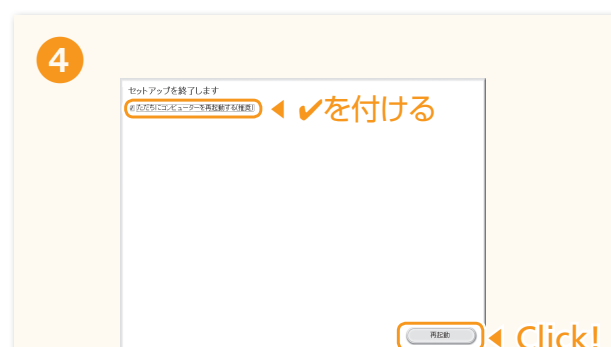 4
セットアップを終了します
ただちにコンピューターを再起動する(推奨)
✔を付ける
再起動
Click!